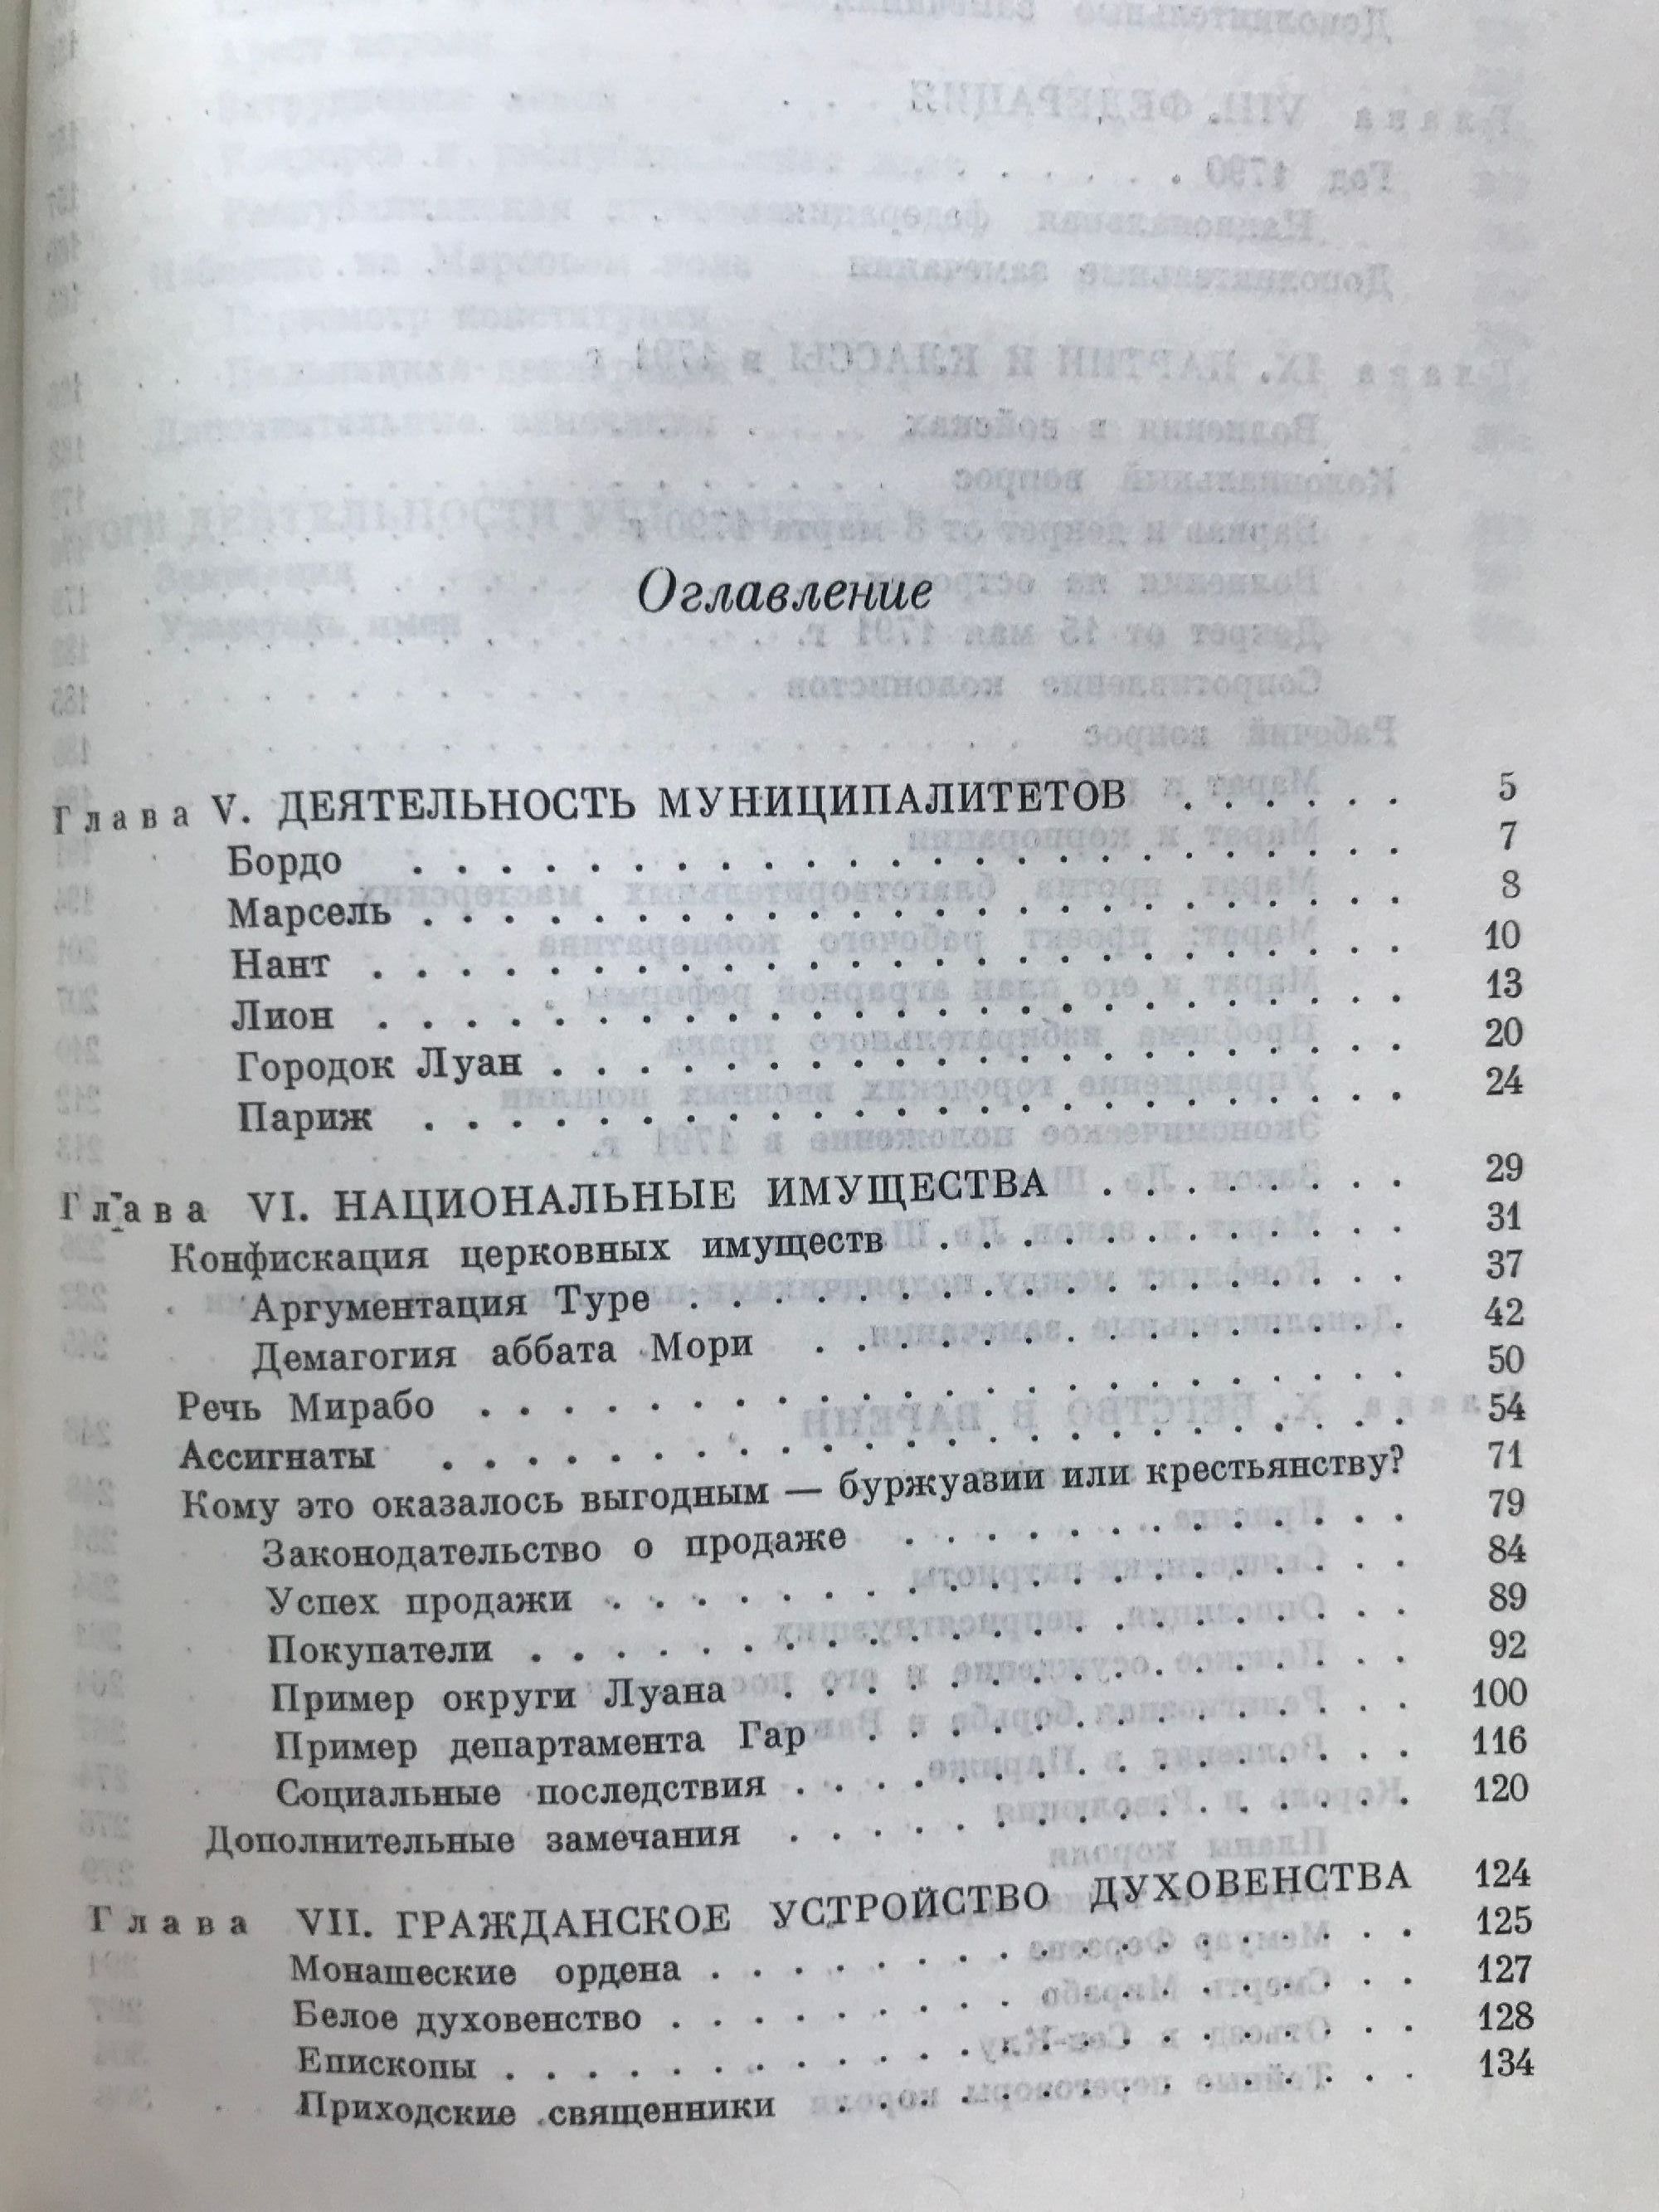 Оглавление
Глава V. ДЕЯТЕЛЬНОСТЬ МУНИЦИПАЛИТЕТОВ . . . . . . 5
Бордо . . . . . . . . . . . . . . . . . . . . . . . 7
Марсель . . . . . . . . . . . . . . . . . . . . . . . 8
Нант . . . . . . . . . . . . . . . . . . . . . . . . 10
Лион . . . . . . . . . . . . . . . . . . . . . . . . 13
Городок Луан . . . . . . . . . . . . . . . . . . . . 20
Париж . . . . . . . . . . . . . . . . . . . . . . . 24
Глава VI. НАЦИОНАЛЬНЫЕ ИМУЩЕСТВА . . . . . . . . 29
Конфискация церковных имуществ . . . . . . . . . . . . 31
Аргументация Туре . . . . . . . . . . . . . . . . . 37
Демагогия аббата Мори . . . . . . . . . . . . . . 42
Речь Мирабо . . . . . . . . . . . . . . . . . . . . . . 50
Ассигнаты . . . . . . . . . . . . . . . . . . . . . . . 54
Кому это оказалось выгодным — буржуазии или крестьянству? 71
Законодательство о продаже . . . . . . . . . . . . . 79
Успех продажи . . . . . . . . . . . . . . . . . . . 84
Покупатели . . . . . . . . . . . . . . . . . . . . . 89
Пример округи Луана . . . . . . . . . . . . . . . 92
Пример департамента Гар . . . . . . . . . . . . . 100
Социальные последствия . . . . . . . . . . . . . . . 116
Дополнительные замечания . . . . . . . . . . . . . . . 120
Глава VII. ГРАЖДАНСКОЕ УСТРОЙСТВО ДУХОВЕНСТВА 124
Монашеские ордена . . . . . . . . . . . . . . . . . 125
Белое духовенство . . . . . . . . . . . . . . . . . . 127
Епископы . . . . . . . . . . . . . . . . . . . . . . 128
Приходские священники . . . . . . . . . . . . . . 134